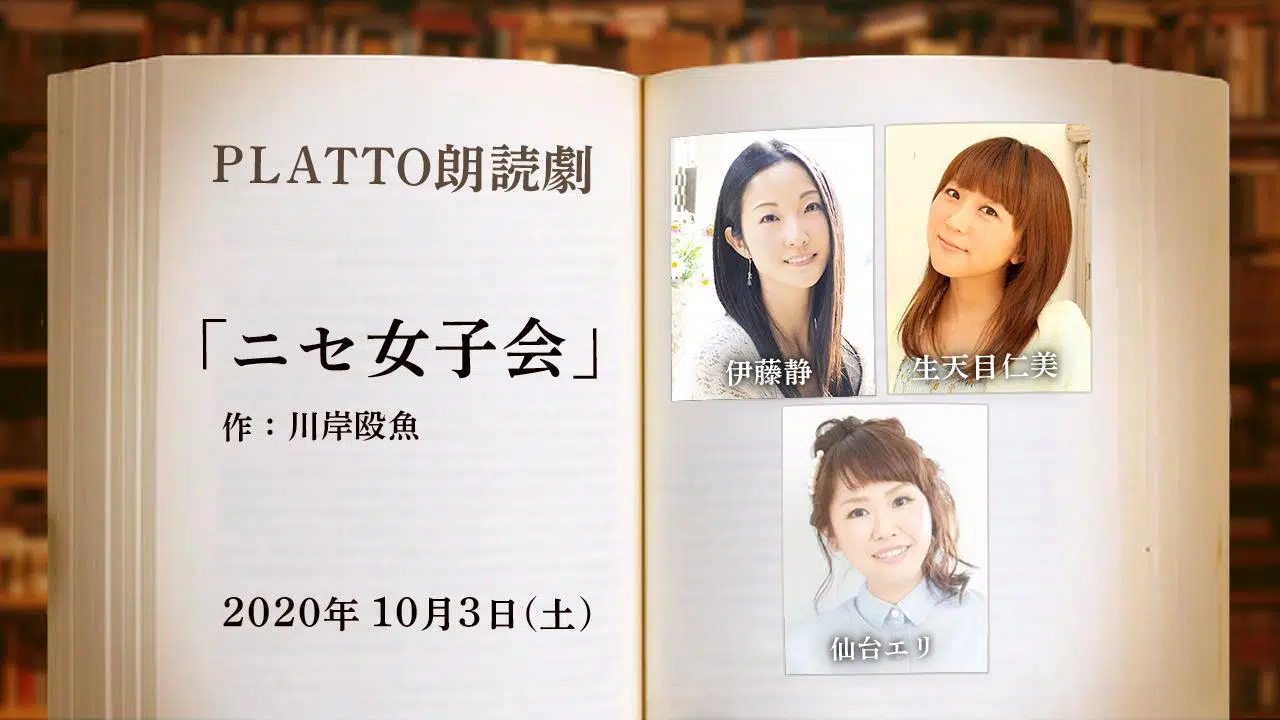 PLATTO朗読劇
「ニセ女子会」
作：川岸殴魚
2020年 10月3日(土)
伊藤静
生天目仁美
仙台エリ